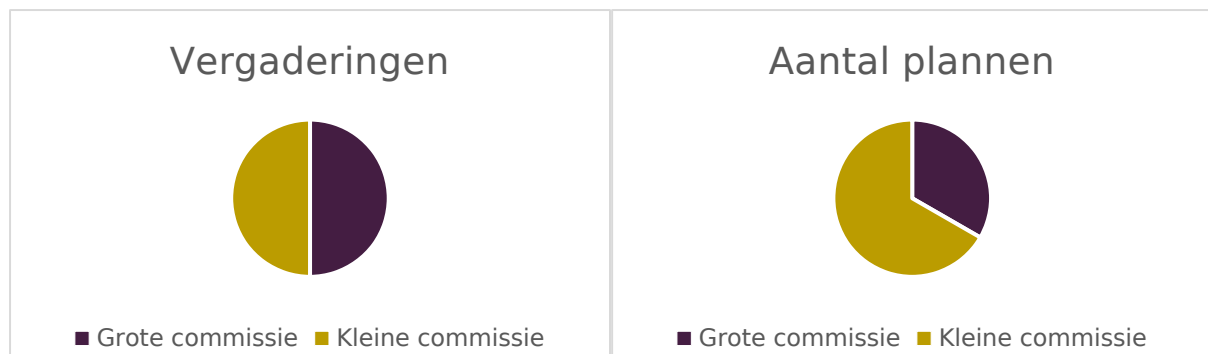 Vergaderingen
Grote commissie Kleine commissie
Aantal plannen
Grote commissie Kleine commissie